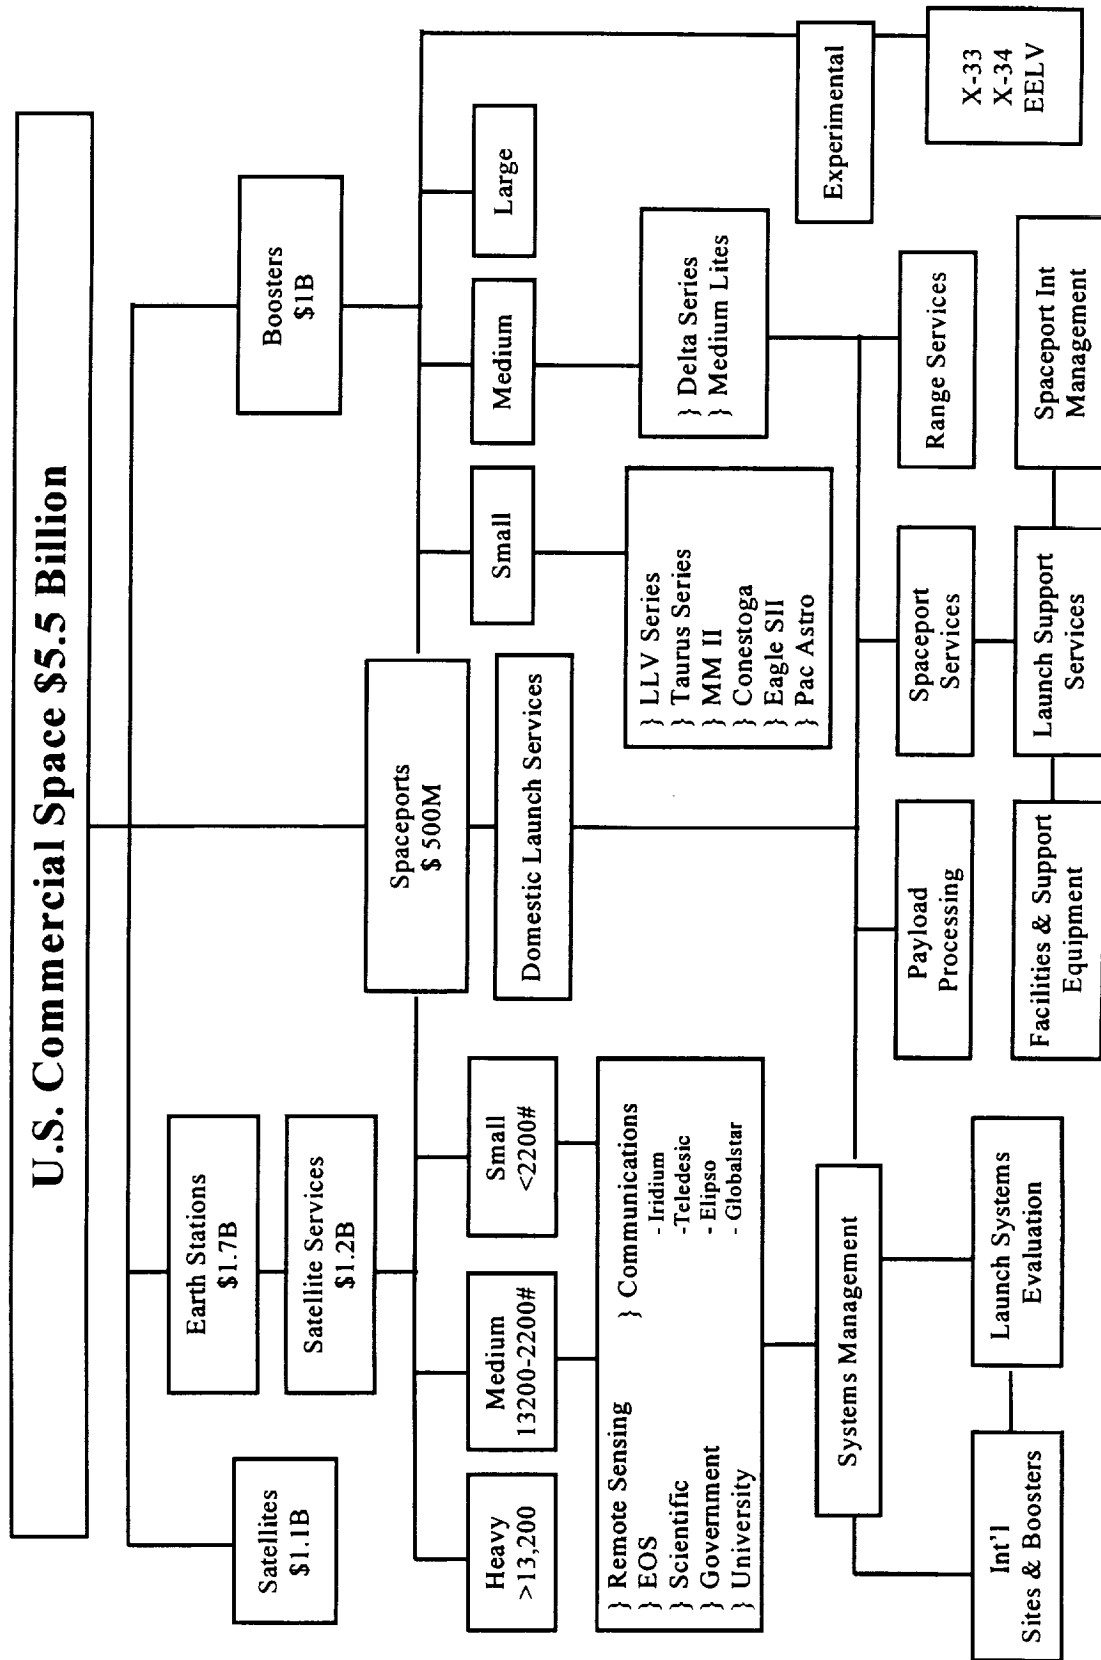 U.S. Commercial Space $5.5 Billion
Satellites
$1.1B
Earth Stations
$1.7B
Satellite Services
$1.2B
Spaceports
$ 500M
Boosters
$1B
Heavy
>13,200
Medium
13200-2200#
Small
<2200#
Domestic Launch Services
Small
Medium
Large
Experimental
} Remote Sensing
} EOS
} Scientific
} Government
} University
} Communications
- Iridium
-Teledesic
- Elipso
- Globalstar
} LLV Series
} Taurus Series
} MM II
} Conestoga
} Eagle SII
} Pac Astro
} Delta Series
} Medium Lites
X-33
X-34
EELV
Systems Management
Payload
Processing
Spaceport
Services
Range Services
Int'l
Sites & Boosters
Launch Systems
Evaluation
Facilities & Support
Equipment
Launch Support
Services
Spaceport Int
Management